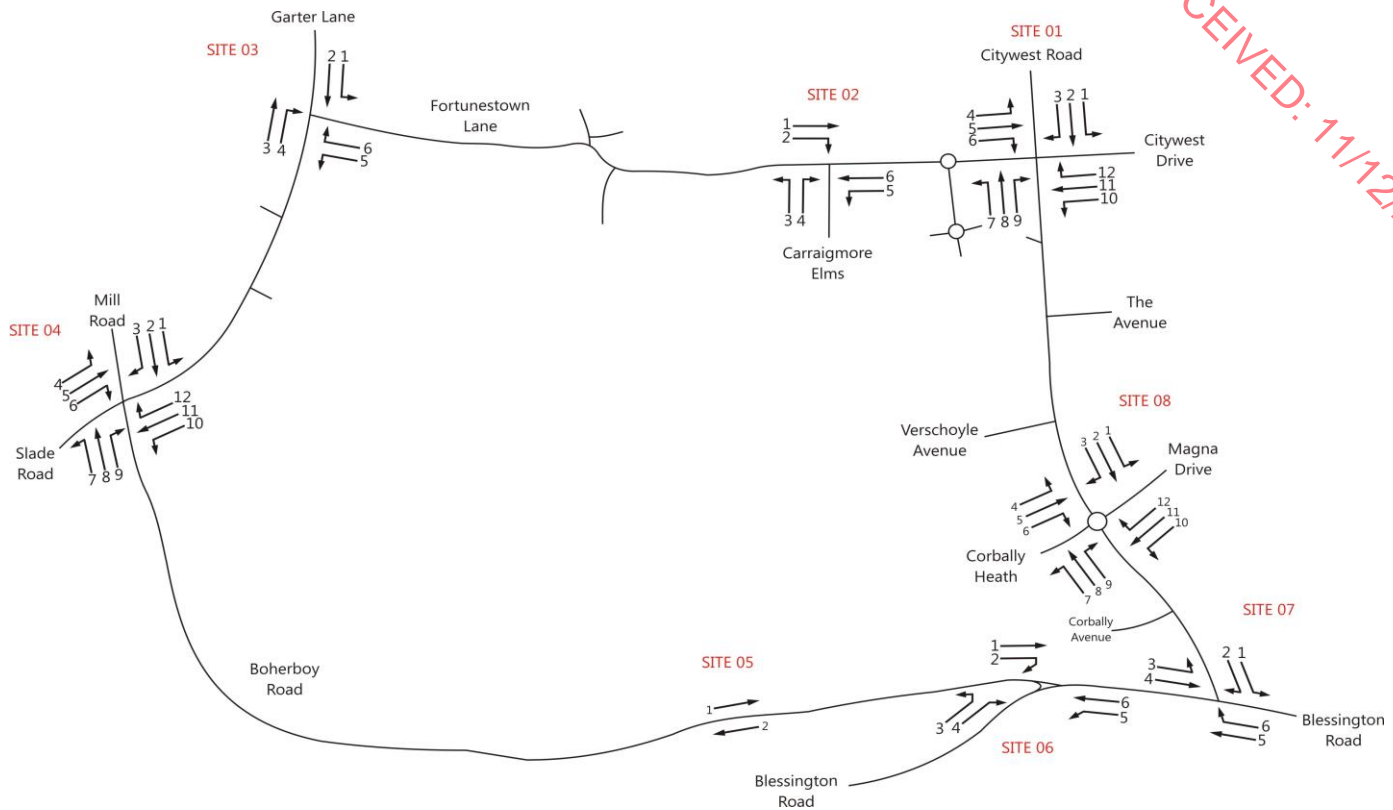 Garter Lane
SITE 03
2 1
3 4
6
5
Fortunestown
Lane
SITE 02
1
2
3 4
6
5
Carraigmore
Elms
SITE 01
Citywest Road
3 2 1
4
5
6
Citywest
Drive
12
11
10
7 8 9
RECEIVED: 11/12/
The
Avenue
Mill
Road
SITE 04
3 2 1
4
5
6
12
11
10
Slade
Road
7 8 9
SITE 08
Verschoyle
Avenue
3 2 1
Magna
Drive
4
5
6
12
11
10
Corbally
Heath
7 8 9
Corbally
Avenue
SITE 07
2 1
3
4
6
5
Blessington
Road
Boherboy
Road
SITE 05
1
2
1
2
3 4
6
5
SITE 06
Blessington
Road